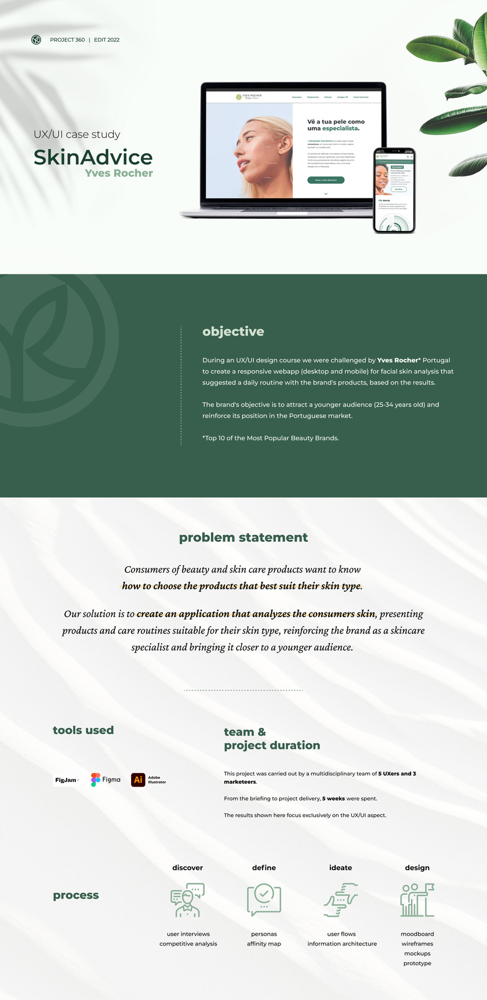 PROJECT 360 | EDIT 2022
UX/UI case study
SkinAdvice
Yves Rocher
YVES ROCHER
Descobre
Parâmetros
Ciência
Amigas YR
Como funciona
Vê a tua pele como
uma especialista.
Fazer o meu SkinScan
#yrexpert
Partilhar
Olá Maria!
objective
During an UX/UI design course we were challenged by Yves Rocher* Portugal
to create a responsive webapp (desktop and mobile) for facial skin analysis that
suggested a daily routine with the brand's products, based on the results.
The brand's objective is to attract a younger audience (25-34 years old) and
reinforce its position in the Portuguese market.
*Top 10 of the Most Popular Beauty Brands.
problem statement
Consumers of beauty and skin care products want to know
how to choose the products that best suit their skin type.
Our solution is to create an application that analyzes the consumers skin, presenting
products and care routines suitable for their skin type, reinforcing the brand as a skincare
specialist and bringing it closer to a younger audience.
tools used
FigJam
Figma
Ai
Adobe
Illustrator
team &
project duration
This project was carried out by a multidisciplinary team of 5 UXers and 3
marketeers.
From the briefing to project delivery, 5 weeks were spent.
The results shown here focus exclusively on the UX/UI aspect.
process
discover
user interviews
competitive analysis
define
personas
affinity map
ideate
user flows
information architecture
design
moodboard
wireframes
mockups
prototype